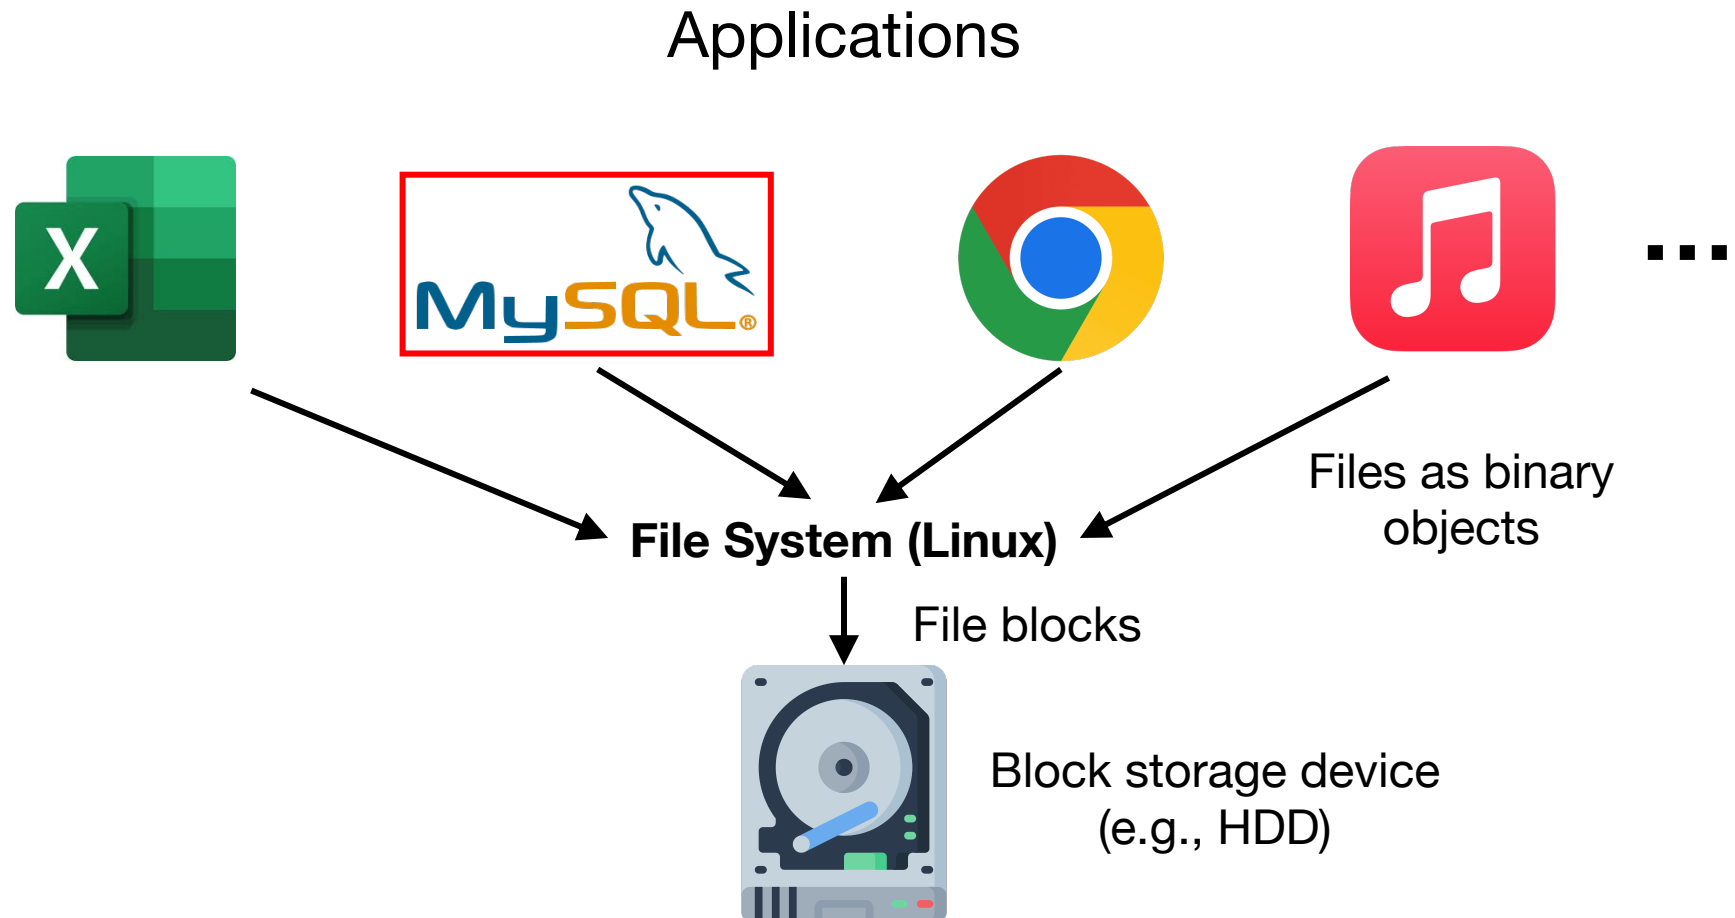 Applications
X
MySQL®
...
Files as binary
objects
File System (Linux)
File blocks
Block storage device
(e.g., HDD)